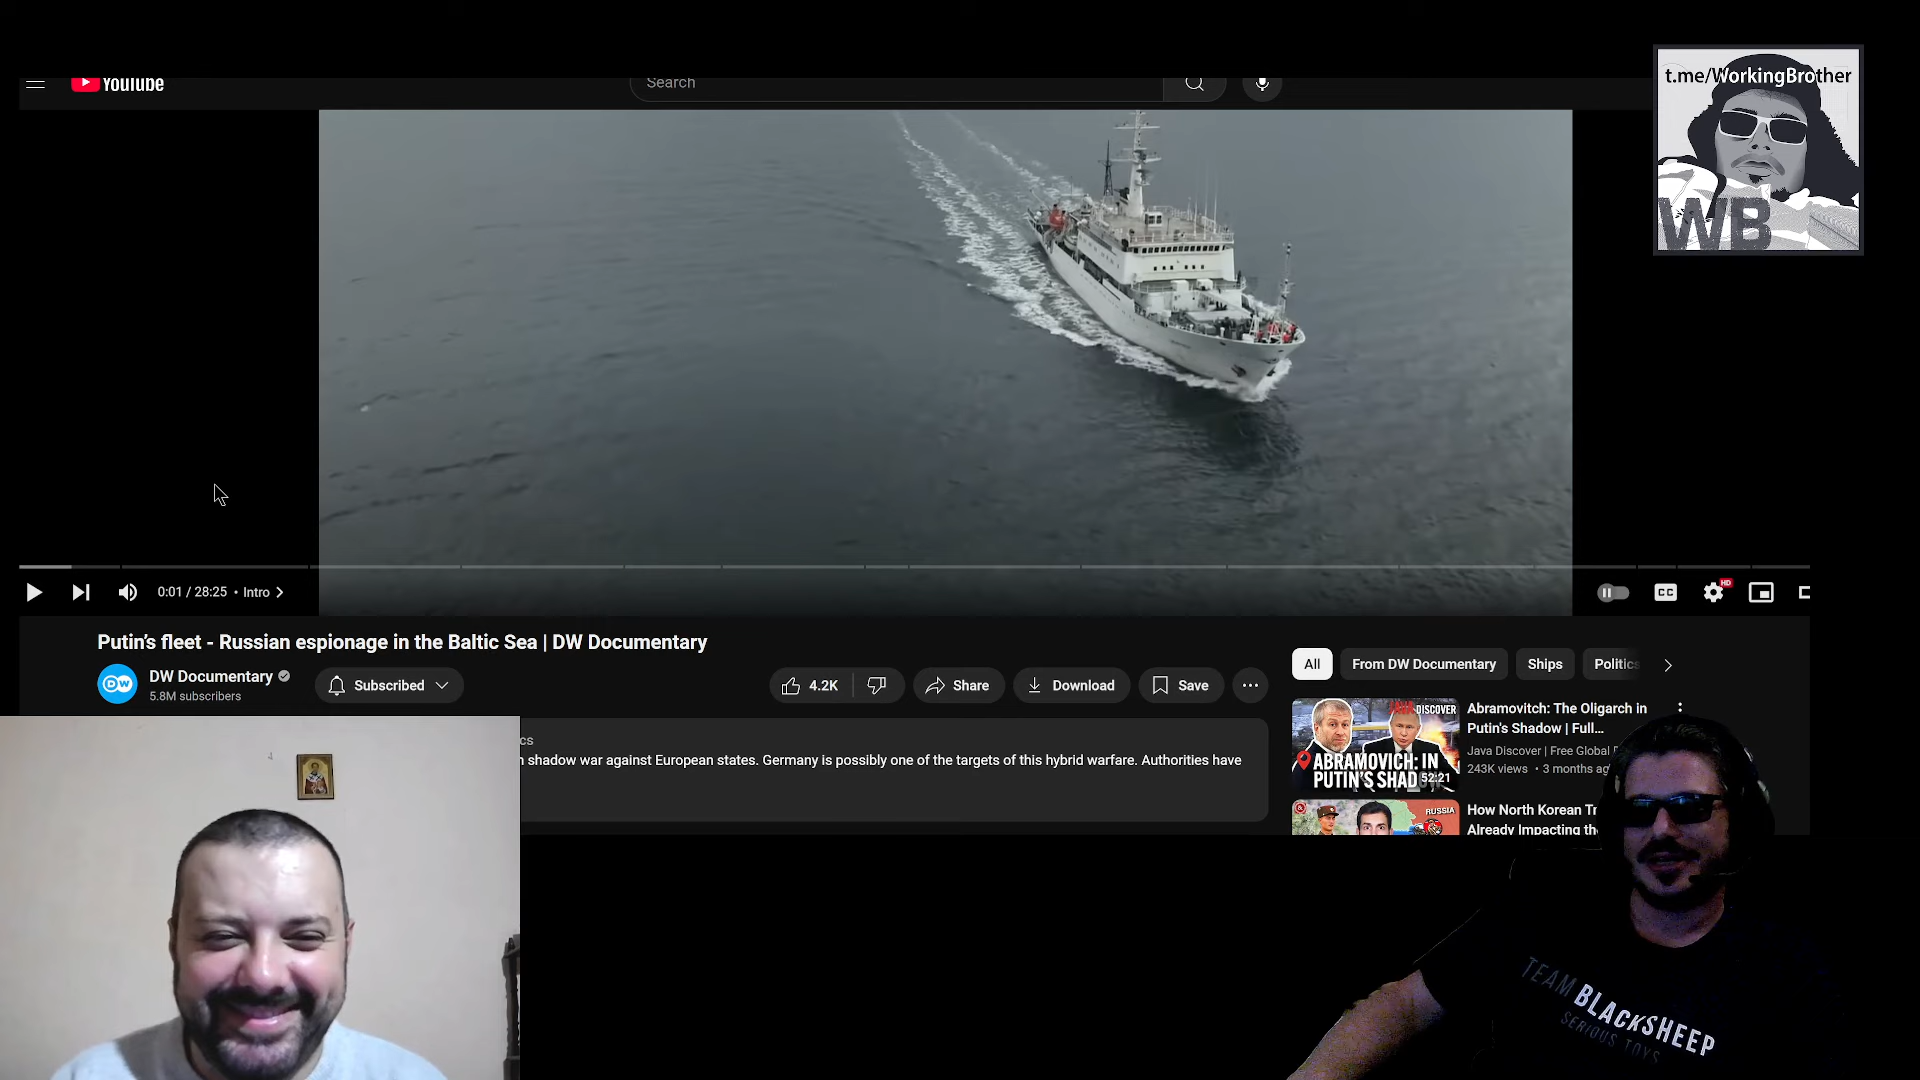 t.me/WorkingBrother
WB
YouTube
Search
0:01 / 28:25 • Intro
CC
HD
Putin's fleet - Russian espionage in the Baltic Sea | DW Documentary
DW
DW Documentary
5.8M subscribers
Subscribed
4.2K
Share
Download
Save
All
From DW Documentary
Ships
Politics
cs
shadow war against European states. Germany is possibly one of the targets of this hybrid warfare. Authorities have
DISCOVER
ABRAMOVICH: IN
PUTIN'S SHAD
52:21
Abramovitch: The Oligarch in
Putin's Shadow | Full...
Java Discover | Free Global
243K views • 3 months ag
RUSSIA
How North Korean Tr
Already Impacting th
TEAM
BLACKSHEEP
SERIOUS TOYS